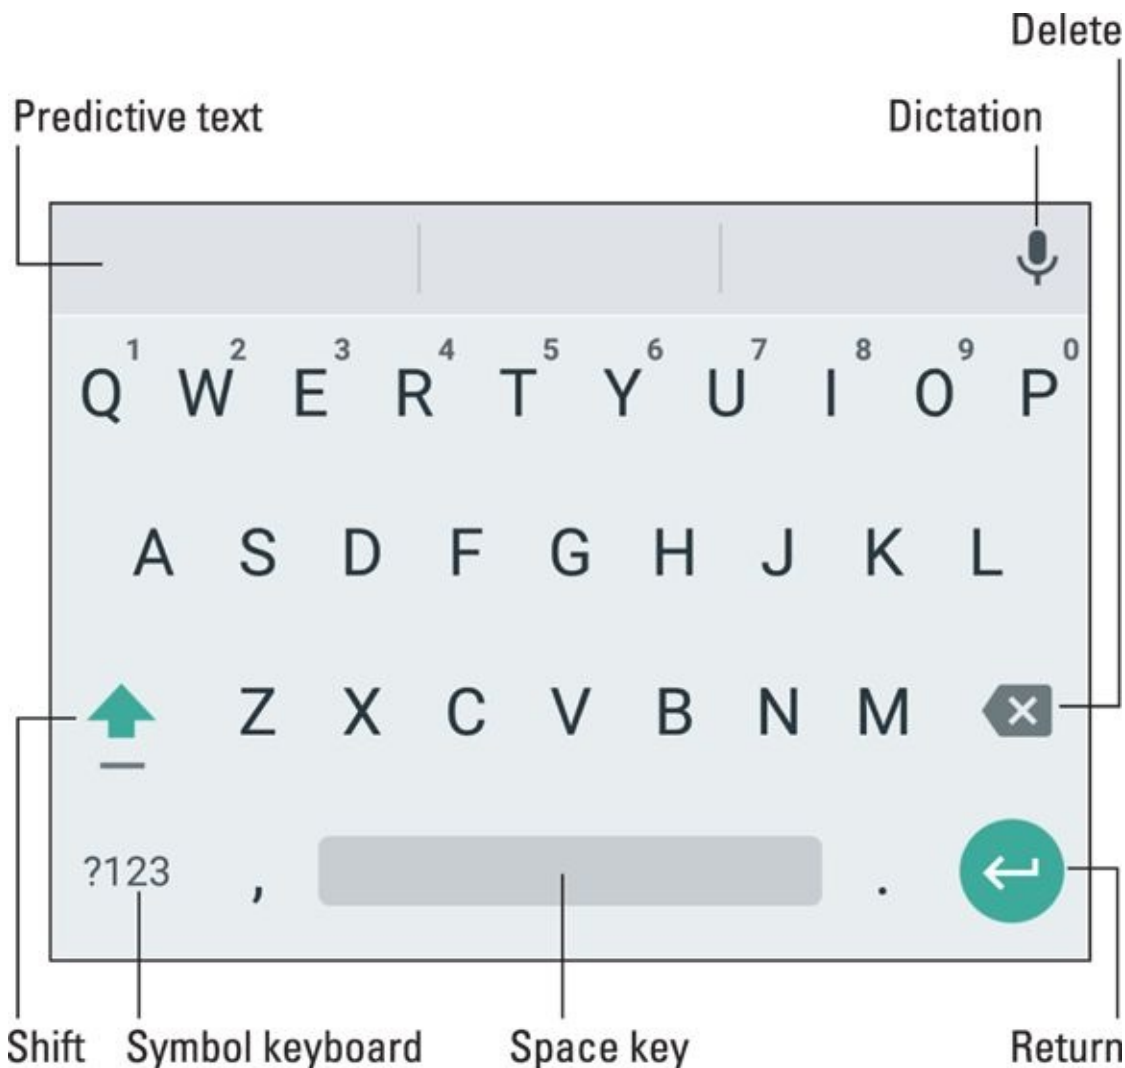 Delete
Predictive text Dictation
1 2 3 4 5 6 7 8 9 0
Q W E R T Y U I O P
A S D F G H J K L
Z X C V B N M
?123 , .
Shift Symbol keyboard Space key Return